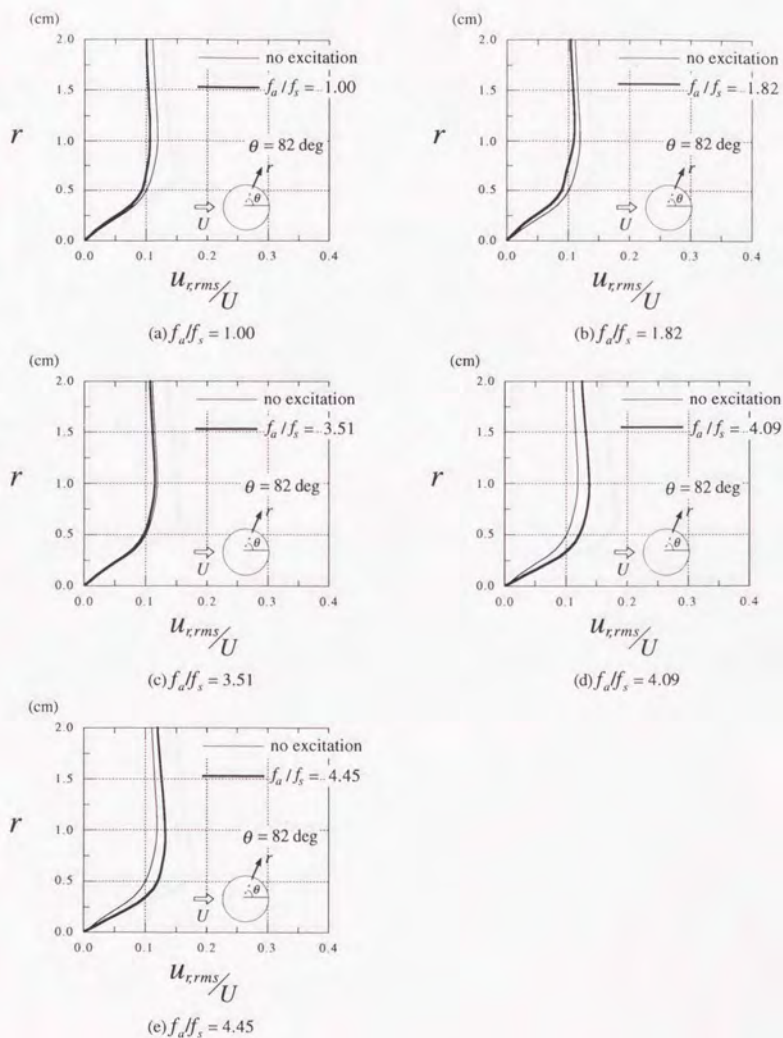 (cm)
2.0
no excitation
f_a/f_s = 1.00
1.5
r
1.0
θ = 82 deg
r
0.5
θ
U
0.0
0.0 0.1 0.2 0.3 0.4
u_{r,rms}/U
(a) f_a/f_s = 1.00
(cm)
2.0
no excitation
f_a/f_s = 1.82
1.5
r
1.0
θ = 82 deg
r
0.5
θ
U
0.0
0.0 0.1 0.2 0.3 0.4
u_{r,rms}/U
(b) f_a/f_s = 1.82
(cm)
2.0
no excitation
f_a/f_s = 3.51
1.5
r
1.0
θ = 82 deg
r
0.5
θ
U
0.0
0.0 0.1 0.2 0.3 0.4
u_{r,rms}/U
(c) f_a/f_s = 3.51
(cm)
2.0
no excitation
f_a/f_s = 4.09
1.5
r
1.0
θ = 82 deg
r
0.5
θ
U
0.0
0.0 0.1 0.2 0.3 0.4
u_{r,rms}/U
(d) f_a/f_s = 4.09
(cm)
2.0
no excitation
f_a/f_s = 4.45
1.5
r
1.0
θ = 82 deg
r
0.5
θ
U
0.0
0.0 0.1 0.2 0.3 0.4
u_{r,rms}/U
(e) f_a/f_s = 4.45